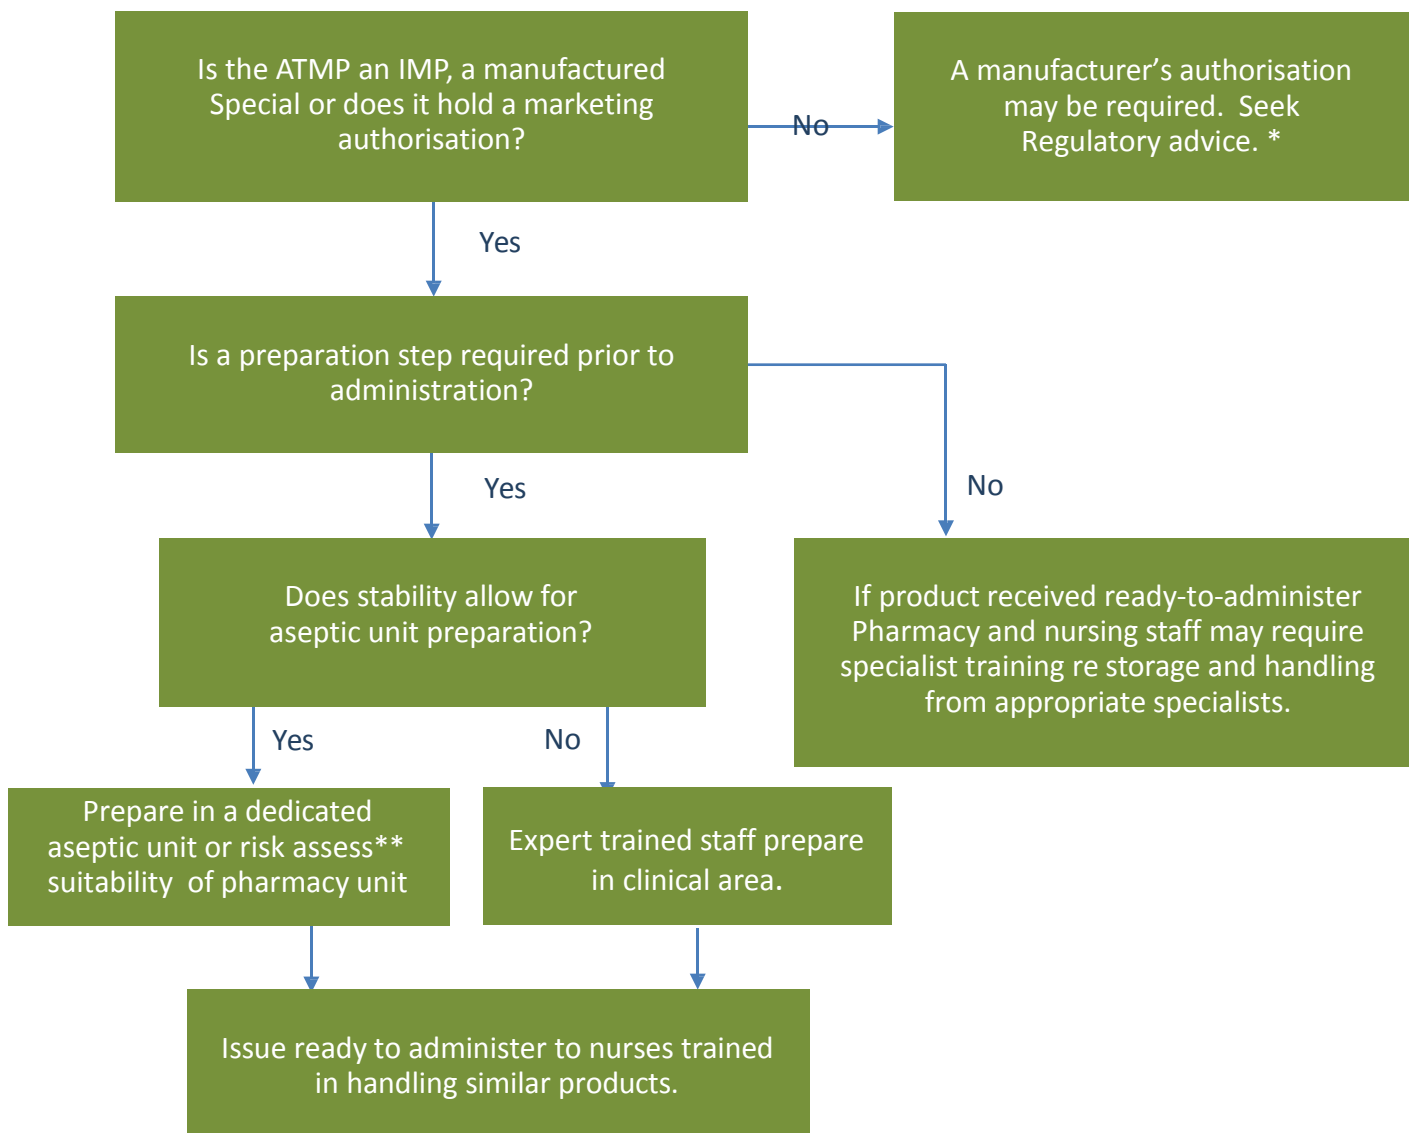 Is the ATMP an IMP, a manufactured
Special or does it hold a marketing
authorisation?
No
A manufacturer’s authorisation
may be required.  Seek
Regulatory advice. *
Yes
Is a preparation step required prior to
administration?
Yes
No
Does stability allow for
aseptic unit preparation?
If product received ready-to-administer
Pharmacy and nursing staff may require
specialist training re storage and handling
from appropriate specialists.
Yes
No
Prepare in a dedicated
aseptic unit or risk assess**
suitability  of pharmacy unit
Expert trained staff prepare
in clinical area.
Issue ready to administer to nurses trained
in handling similar products.